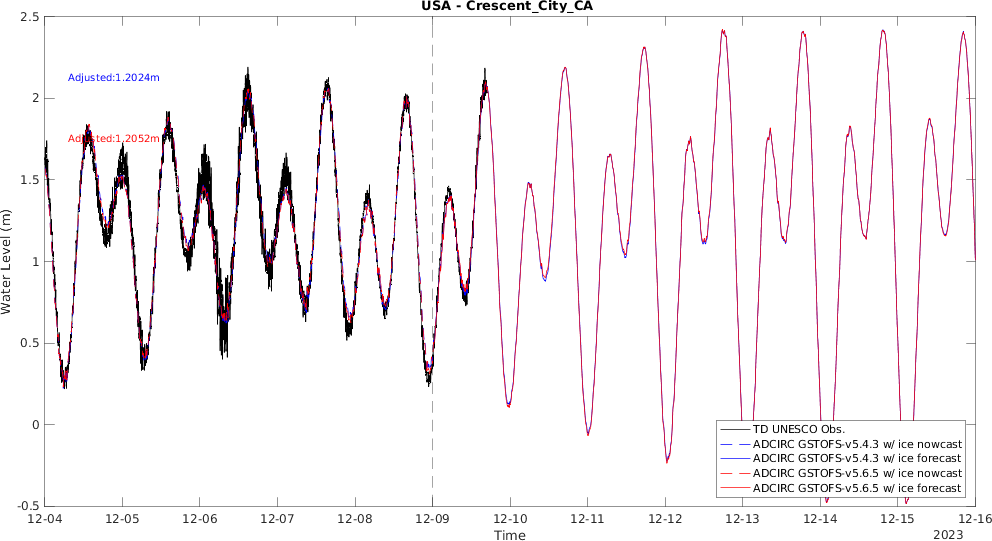 USA - Crescent_City_CA
Water Level (m)
2.5
2
1.5
1
0.5
0
-0.5
Adjusted:1.2024m
Adjusted:1.2052m
TD UNESCO Obs.
ADCIRC GSTOFS-v5.4.3 w/ ice nowcast
ADCIRC GSTOFS-v5.4.3 w/ ice forecast
ADCIRC GSTOFS-v5.6.5 w/ ice nowcast
ADCIRC GSTOFS-v5.6.5 w/ ice forecast
12-04 12-05 12-06 12-07 12-08 12-09 12-10 12-11 12-12 12-13 12-14 12-15 12-16
Time
2023